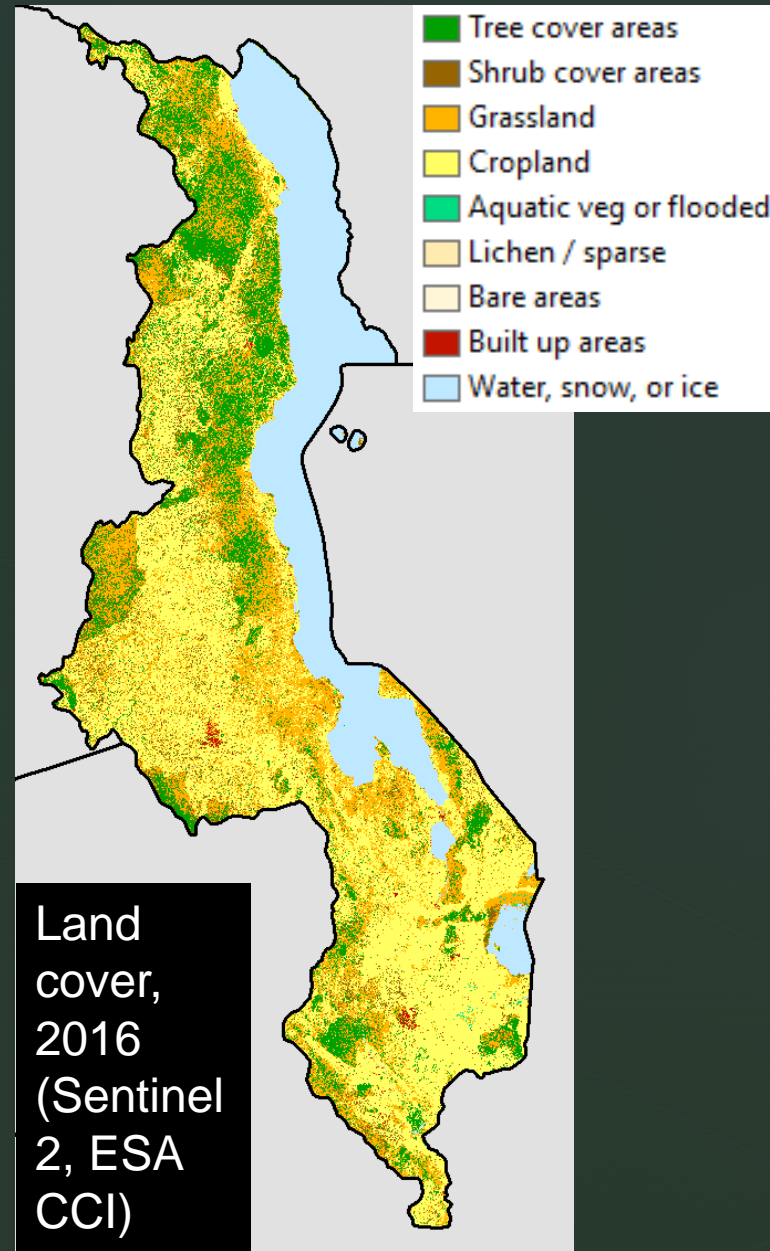 Tree cover areas
Shrub cover areas
Grassland
Cropland
Aquatic veg or flooded
Lichen / sparse
Bare areas
Built up areas
Water, snow, or ice
Land
cover,
2016
(Sentinel
2, ESA
CCI)